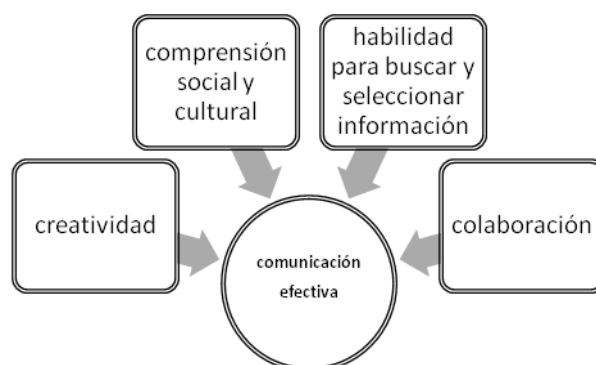 comprensión
social y
cultural
habilidad
para buscar y
seleccionar
información
creatividad
colaboración
comunicación
efectiva